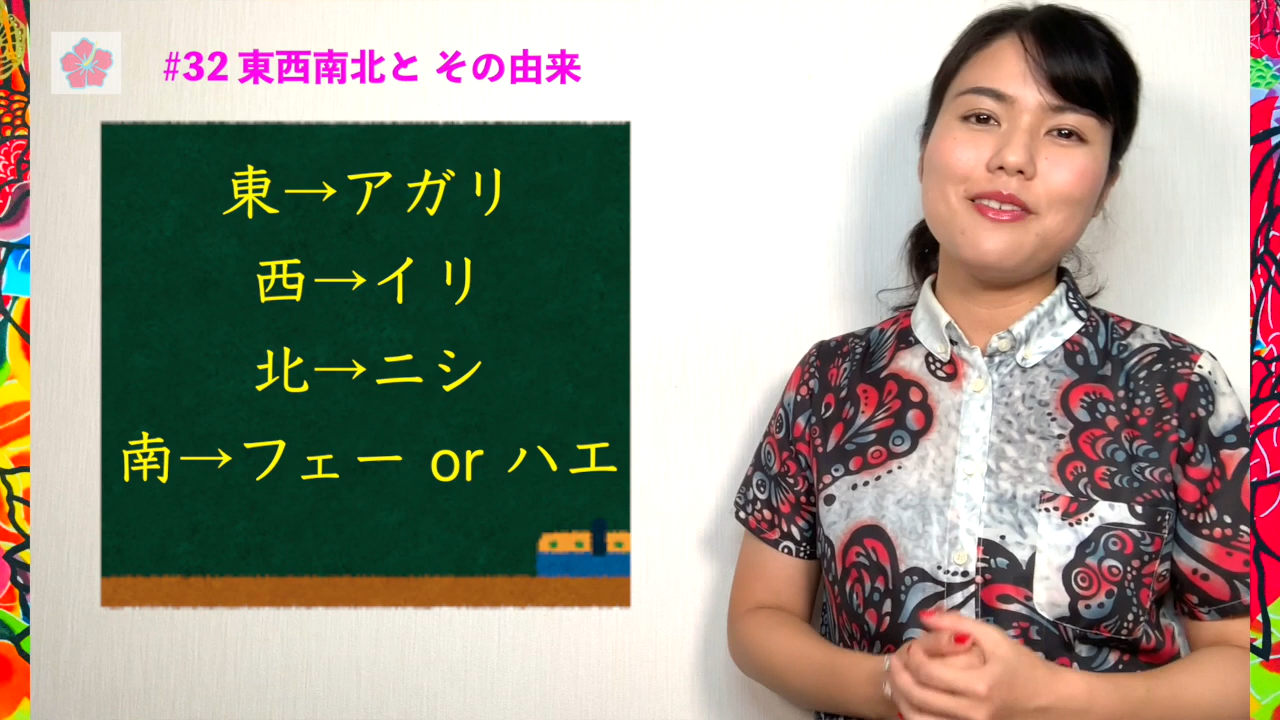 #32 東西南北と その由来
東→アガリ
西→イリ
北→ニシ
南→フェー or ハエ